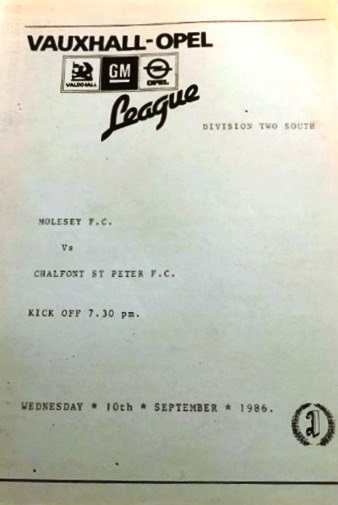 VAUXHALL-OPEL
VAUXHALL GM OPEL
League
DIVISION TWO SOUTH
MOLESEY F.C.
Vs
CHALFONT ST PETER F.C.
KICK OFF 7.30 pm.
WEDNESDAY * 10th * SEPTEMBER * 1986.